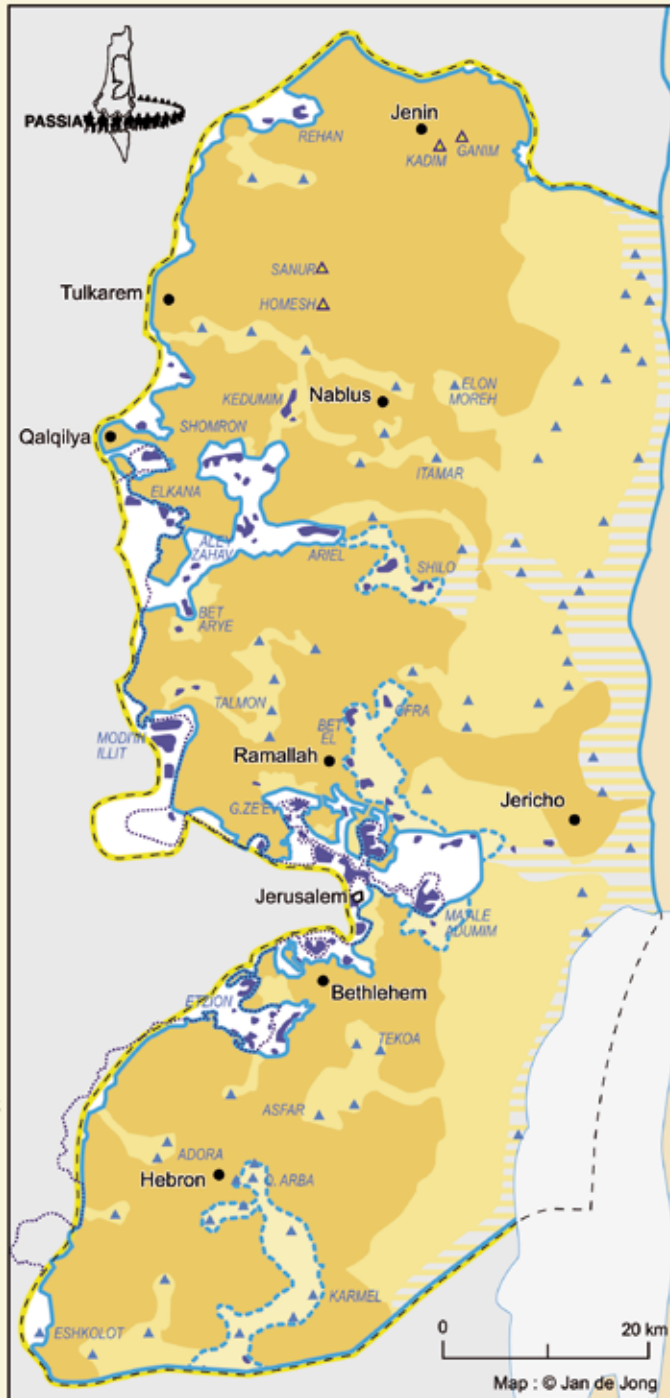 PASSIA
REHAN
Jenin
KADIM
GANIM
SANUR
Tulkarem
HOMESH
KEDUMIM
Nablus
ELON
MOREH
Qalqilya
SHOMRON
ITAMAR
ELKANA
ALEY
ZAHAV
ARIEL
SHILO
BET
ARYE
TALMON
BET
EL
OFRA
MODI'IN
ILLIT
Ramallah
G.ZE'EV
Jericho
Jerusalem
MA'ALE
ADUMIM
ETZION
Bethlehem
TEKOA
ASFAR
ADORA
Hebron
Q. ARBA
KARMEL
ESHKOLOT
0 20 km
Map : © Jan de Jong